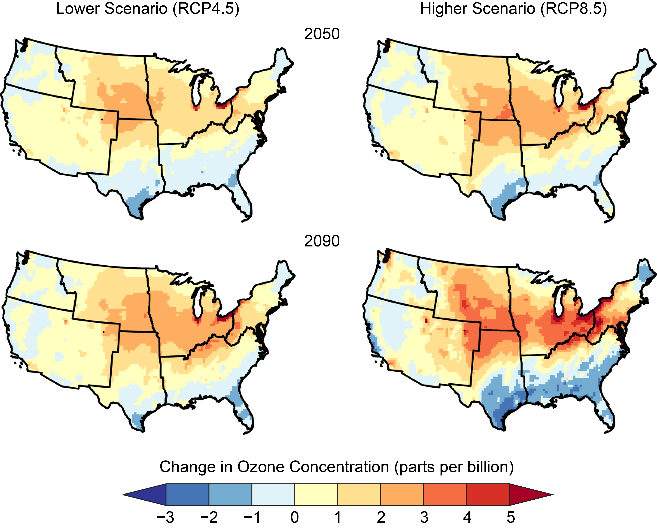 Lower Scenario (RCP4.5) Higher Scenario (RCP8.5)
2050
2090
Change in Ozone Concentration (parts per billion)
−3 −2 −1 0 1 2 3 4 5